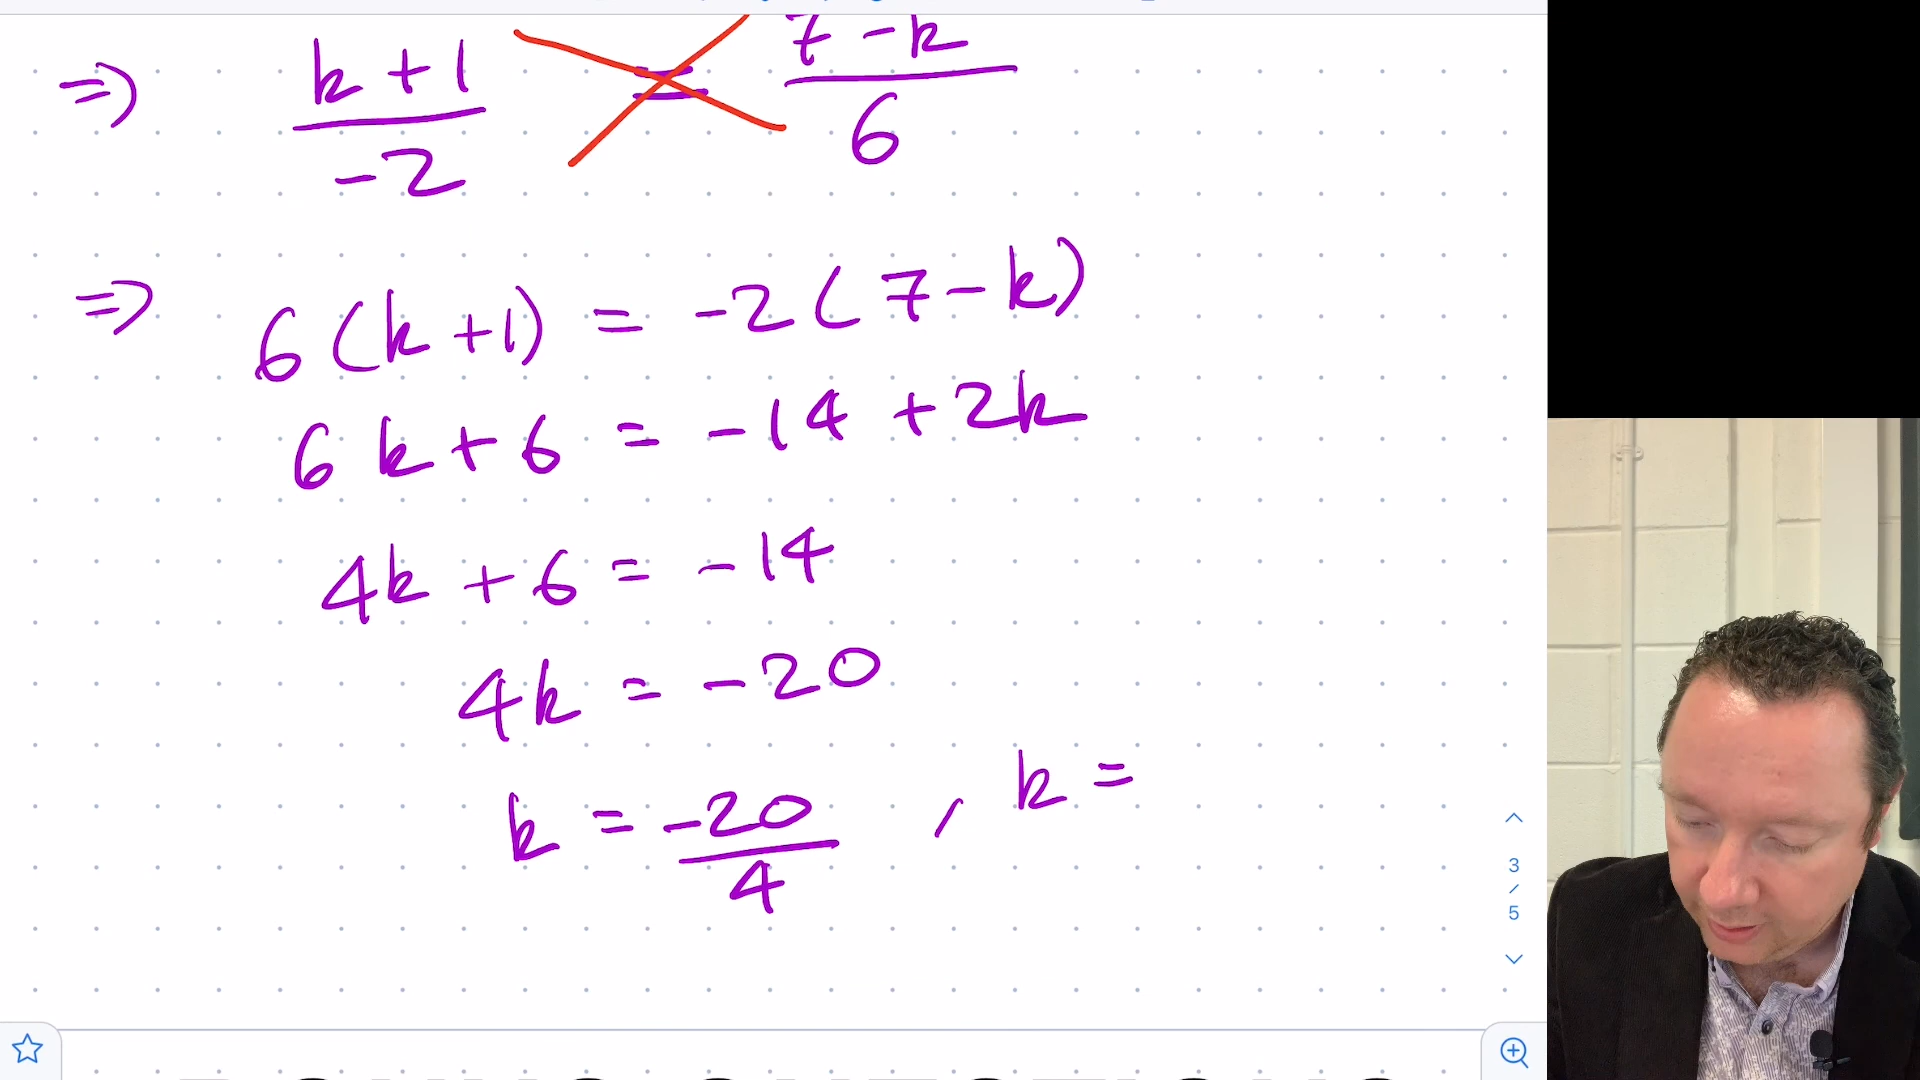 ⇒ k + 1 / -2 = 7 - k / 6
⇒ 6(k+1) = -2(7-k)
6k + 6 = -14 + 2k
4k + 6 = -14
4k = -20
k = -20/4 , k =
3 / 5